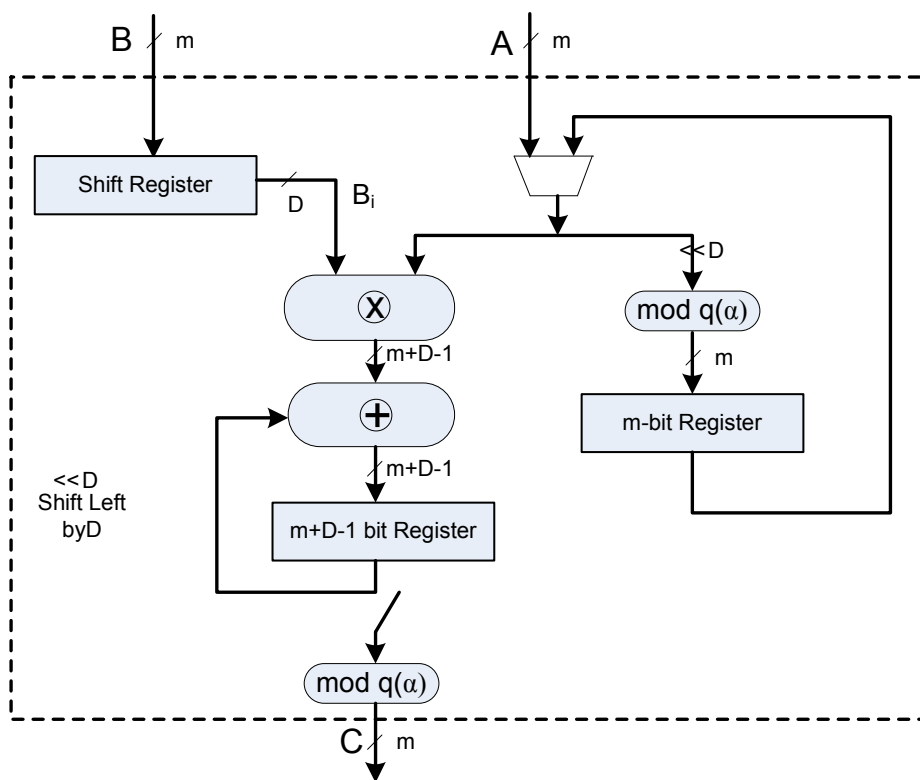 B m
A m
Shift Register
D
Bi
<<D
x
mod q(α)
m+D-1
m
+
m-bit Register
m+D-1
<<D
Shift Left
byD
m+D-1 bit Register
mod q(α)
C m